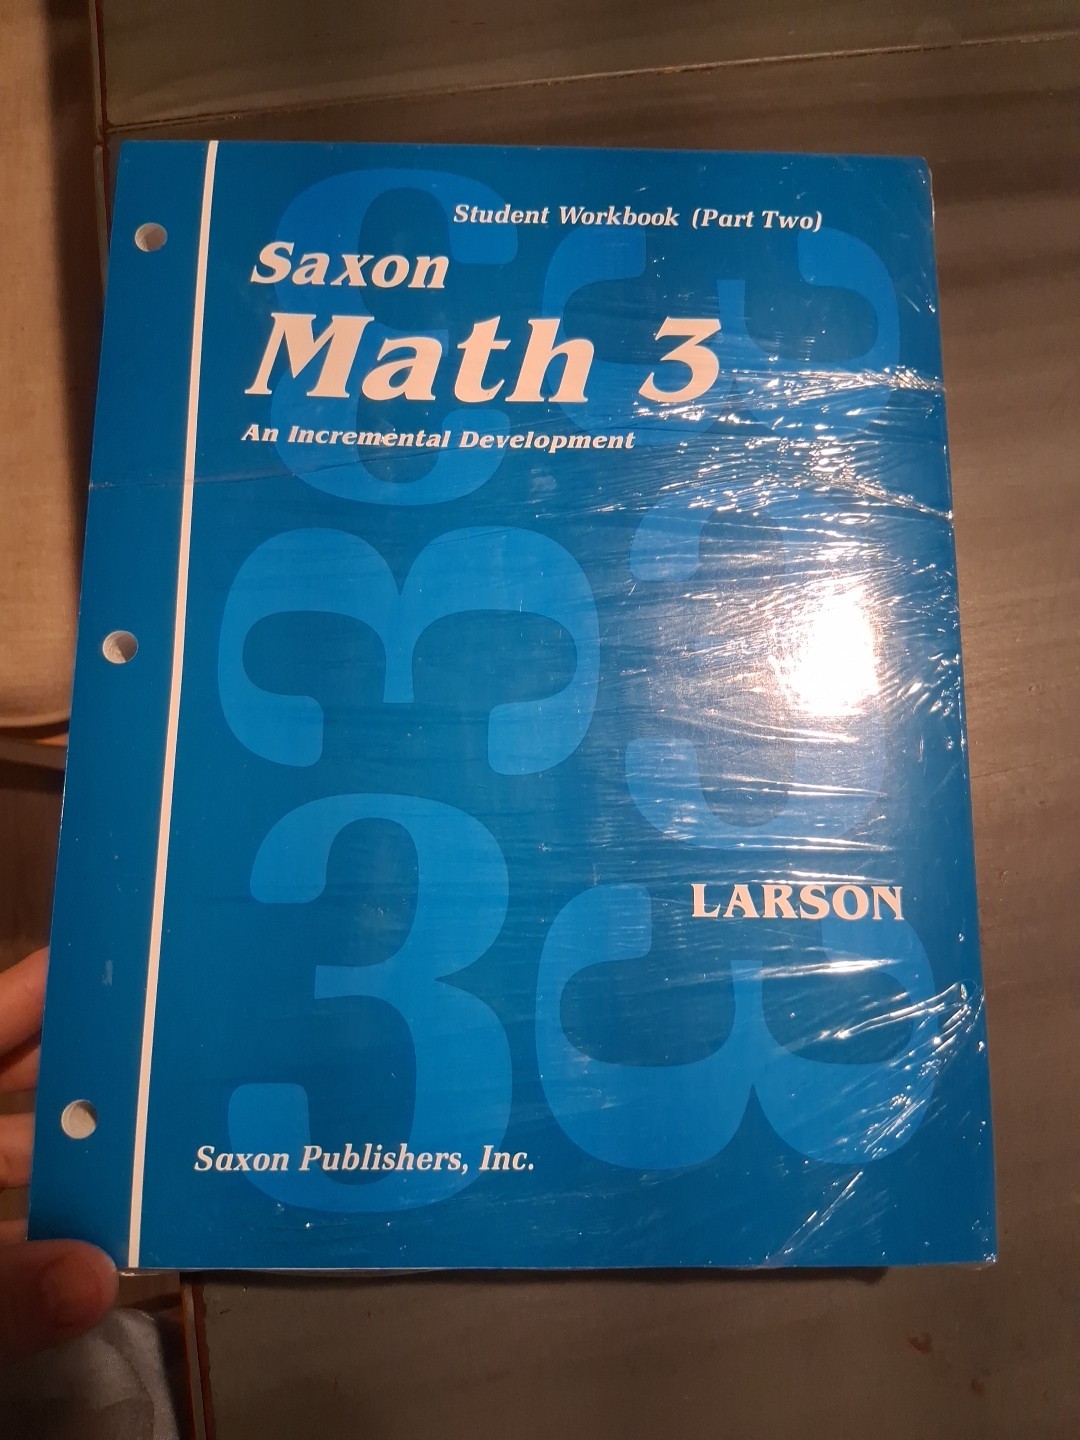 Student Workbook (Part Two)
Saxon
Math 3
An Incremental Development
LARSON
Saxon Publishers, Inc.